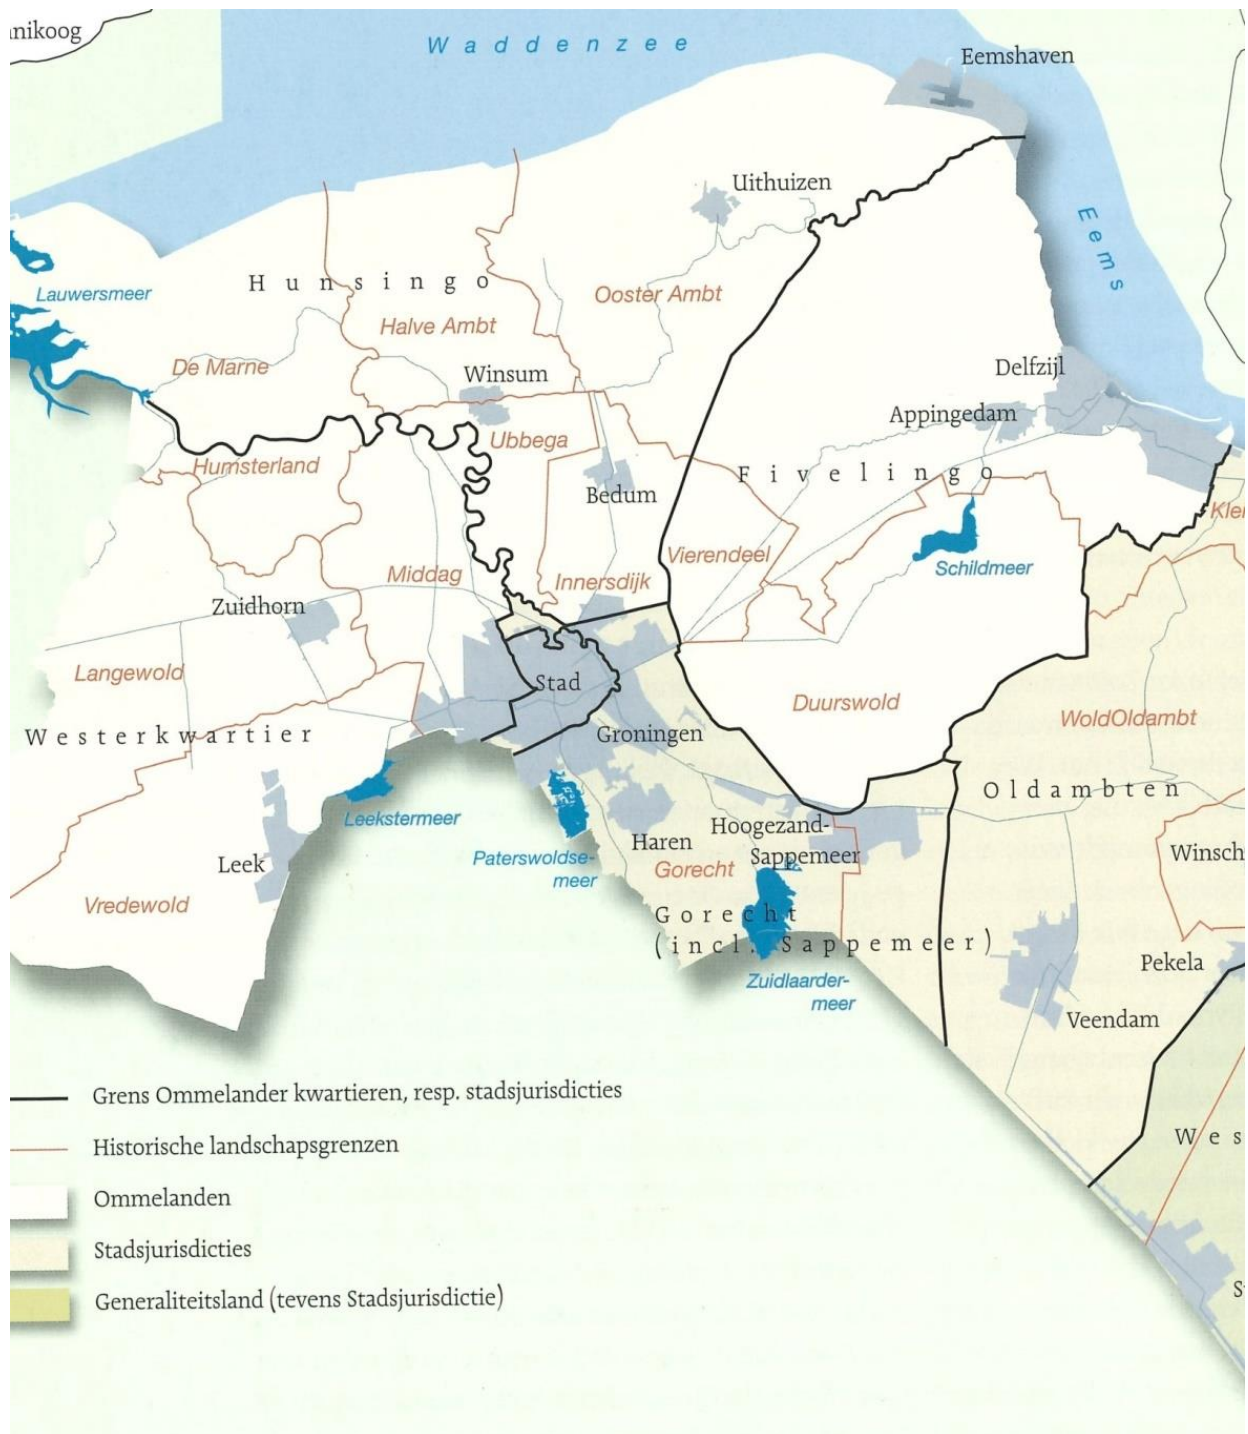 nikoog
Waddenzee
Eemshaven
Uithuizen
Eems
Hunsingo
Lauwersmeer
Ooster Ambt
Halve Ambt
De Marne
Winsum
Delfzijl
Appingedam
Ubbega
Humsterland
Fivelingo
Bedum
Klei
Vierendeel
Schildmeer
Middag
Innersdijk
Zuidhorn
Langewold
Stad
Duurswold
WoldOldambt
Westerkwartier
Groningen
Oldambten
Leekstermeer
Hoogezand-
Sappemeer
Haren
Paterswoldse-
meer
Winsch
Leek
Gorecht
Vredewold
Gorecht
(incl. Sappemeer)
Pekela
Zuidlaarder-
meer
Veendam
Grens Ommelander kwartieren, resp. stadsjurisdicties
Wes
Historische landschapsgrenzen
Ommelanden
Stadsjurisdicties
Generaliteitsland (tevens Stadsjurisdictie)